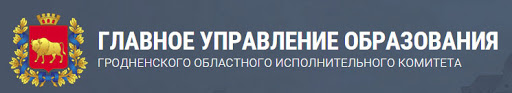 ГЛАВНОЕ УПРАВЛЕНИЕ ОБРАЗОВАНИЯ
ГРОДНЕНСКОГО ОБЛАСТНОГО ИСПОЛНИТЕЛЬНОГО КОМИТЕТА